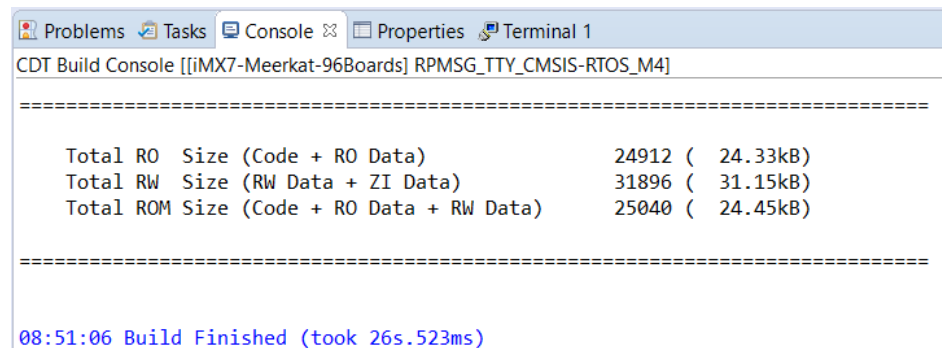 Problems Tasks Console Properties Terminal 1
CDT Build Console [[iMX7-Meerkat-96Boards] RPMSG_TTY_CMSIS-RTOS_M4]
==============================================================================
Total RO  Size (Code + RO Data)                24912 (  24.33kB)
Total RW  Size (RW Data + ZI Data)             31896 (  31.15kB)
Total ROM Size (Code + RO Data + RW Data)      25040 (  24.45kB)
==============================================================================
08:51:06 Build Finished (took 26s.523ms)